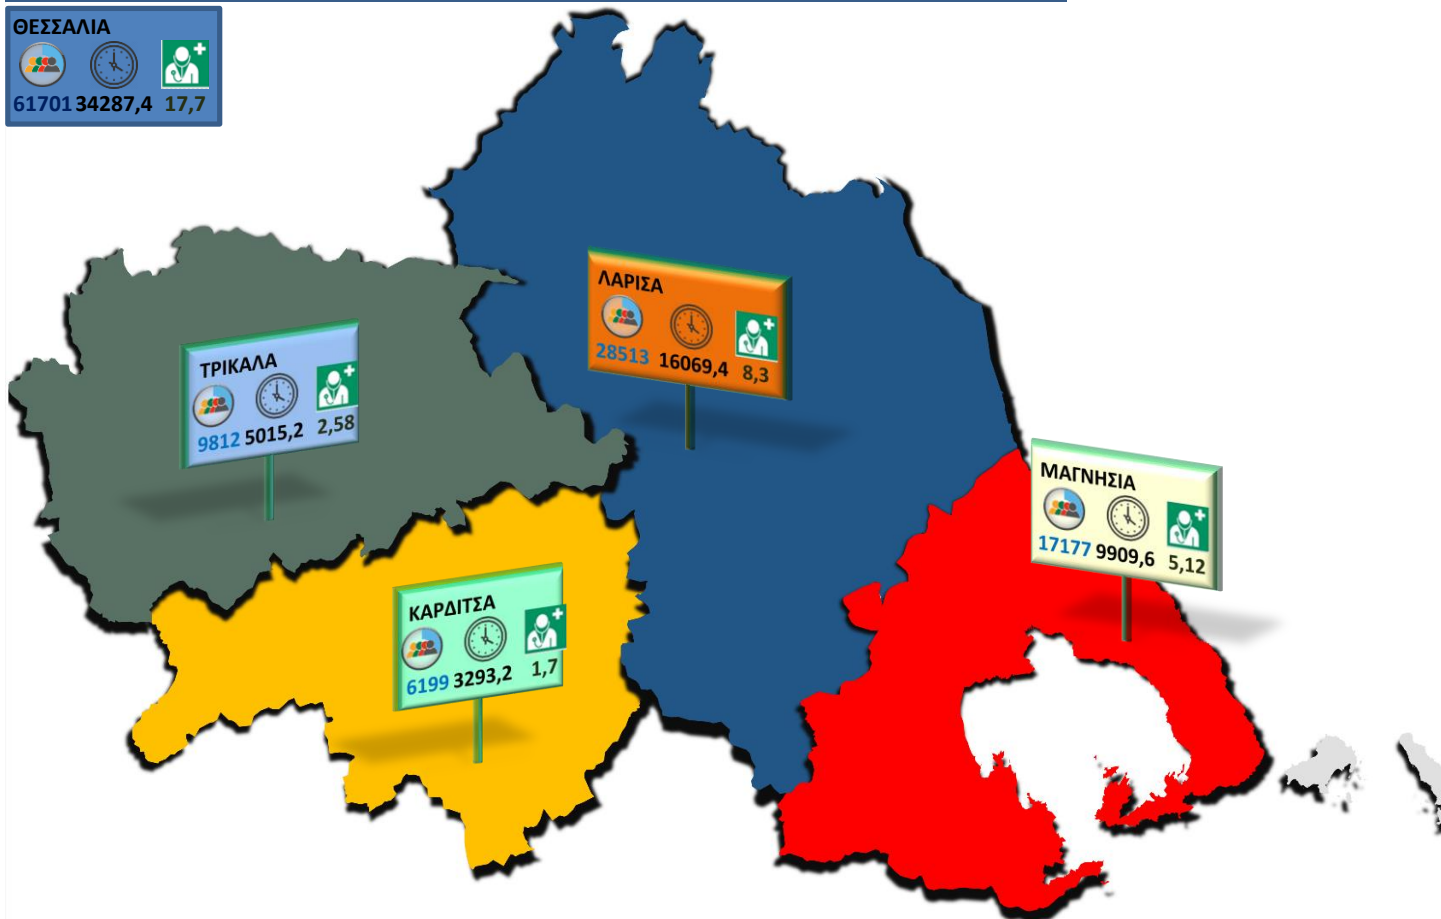 ΘΕΣΣΑΛΙΑ
61701 34287,4 17,7
ΛΑΡΙΣΑ
28513 16069,4 8,3
ΤΡΙΚΑΛΑ
9812 5015,2 2,58
ΜΑΓΝΗΣΙΑ
17177 9909,6 5,12
ΚΑΡΔΙΤΣΑ
6199 3293,2 1,7